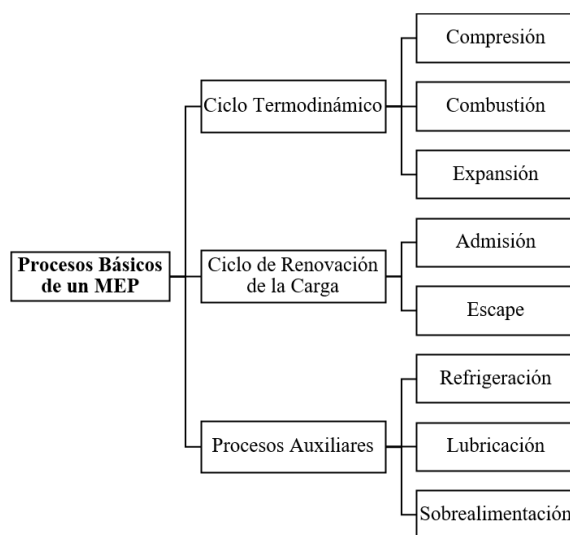 Procesos Básicos
de un MEP
Ciclo Termodinámico
Compresión
Combustión
Expansión
Ciclo de Renovación
de la Carga
Admisión
Escape
Procesos Auxiliares
Refrigeración
Lubricación
Sobrealimentación